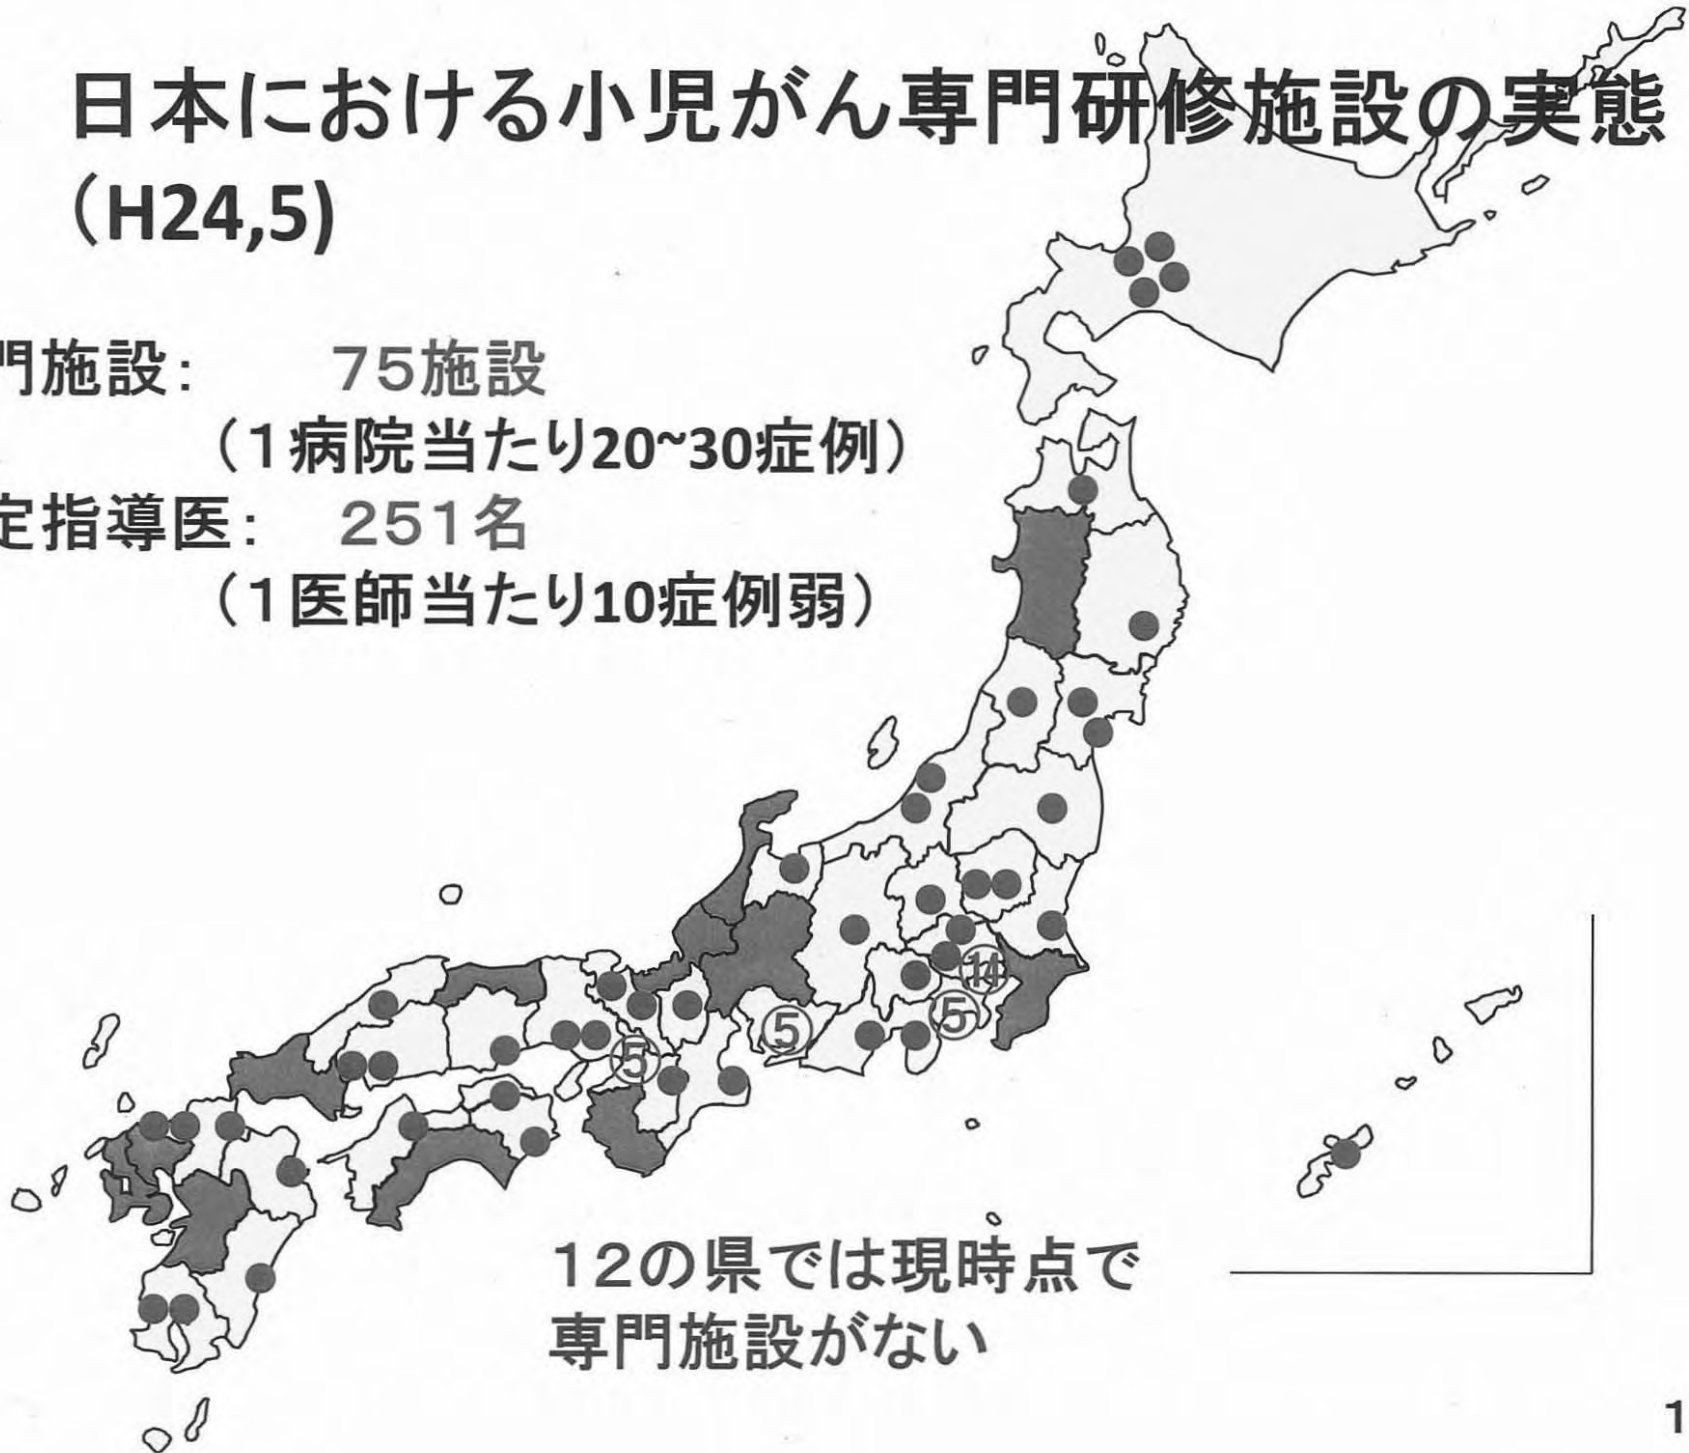 日本における小児がん専門研修施設の実態
（H24,5)
門施設：　　75施設
（１病院当たり20~30症例）
定指導医：　251名
（１医師当たり10症例弱）
14
5
5
5
12の県では現時点で
専門施設がない
1